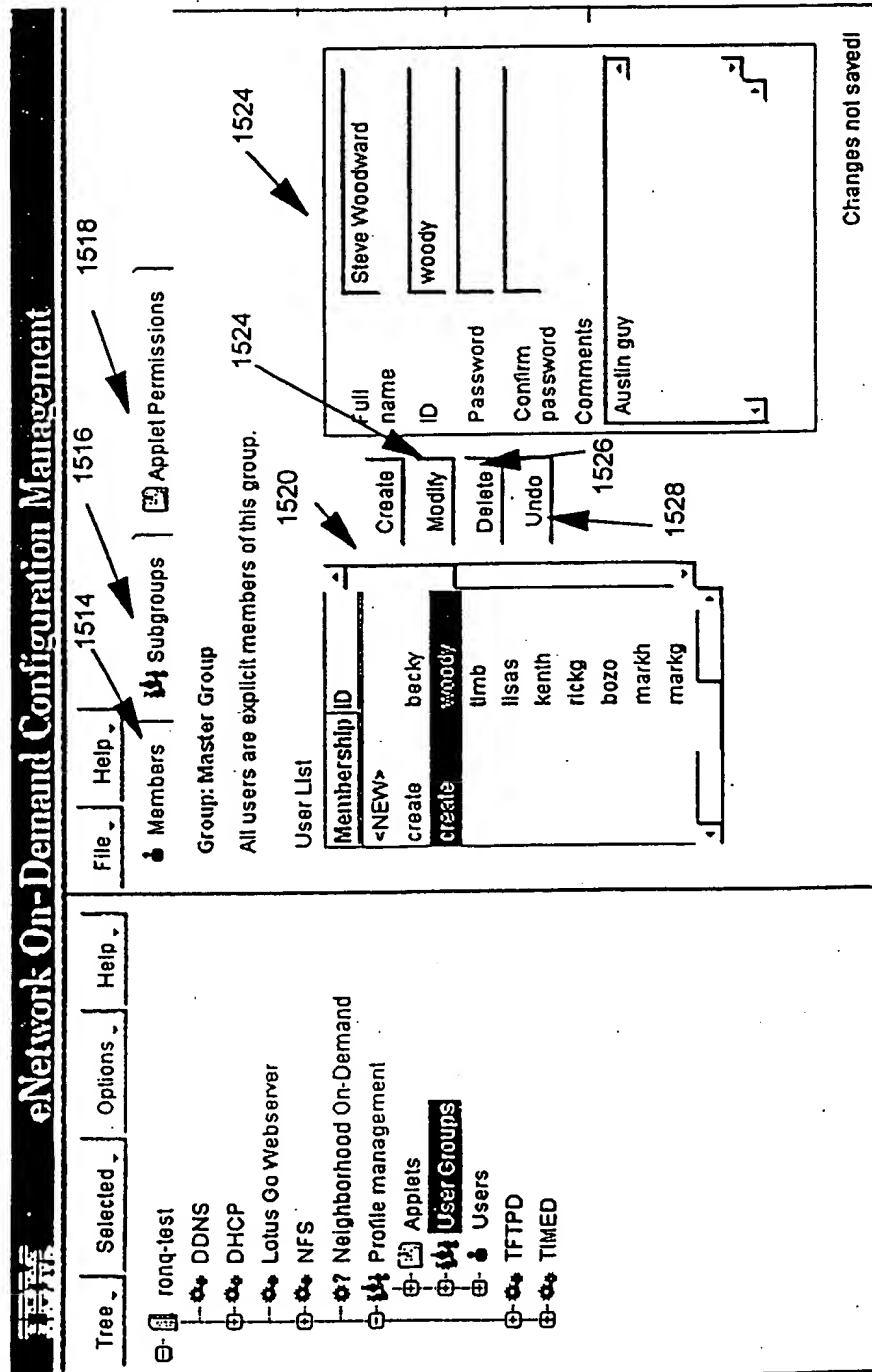 IBM
eNetwork On-Demand Configuration Management
Tree Selected Options Help
ronq-test
DDNS
DHCP
Lotus Go Webserver
NFS
? Neighborhood On-Demand
Profile management
Applets
User Groups
Users
TFTPD
TIMED
File Help
1514
1516
1518
Members Subgroups Applet Permissions
Group: Master Group
All users are explicit members of this group.
1520
1524
1524
User List
Membership ID
<NEW>
create becky
create woody
timb
lisas
kenth
rickg
bozo
markh
markg
Create
Modify
Delete
Undo
1526
1528
Full name Steve Woodward
ID woody
Password
Confirm password
Comments
Austin guy
Changes not saved!